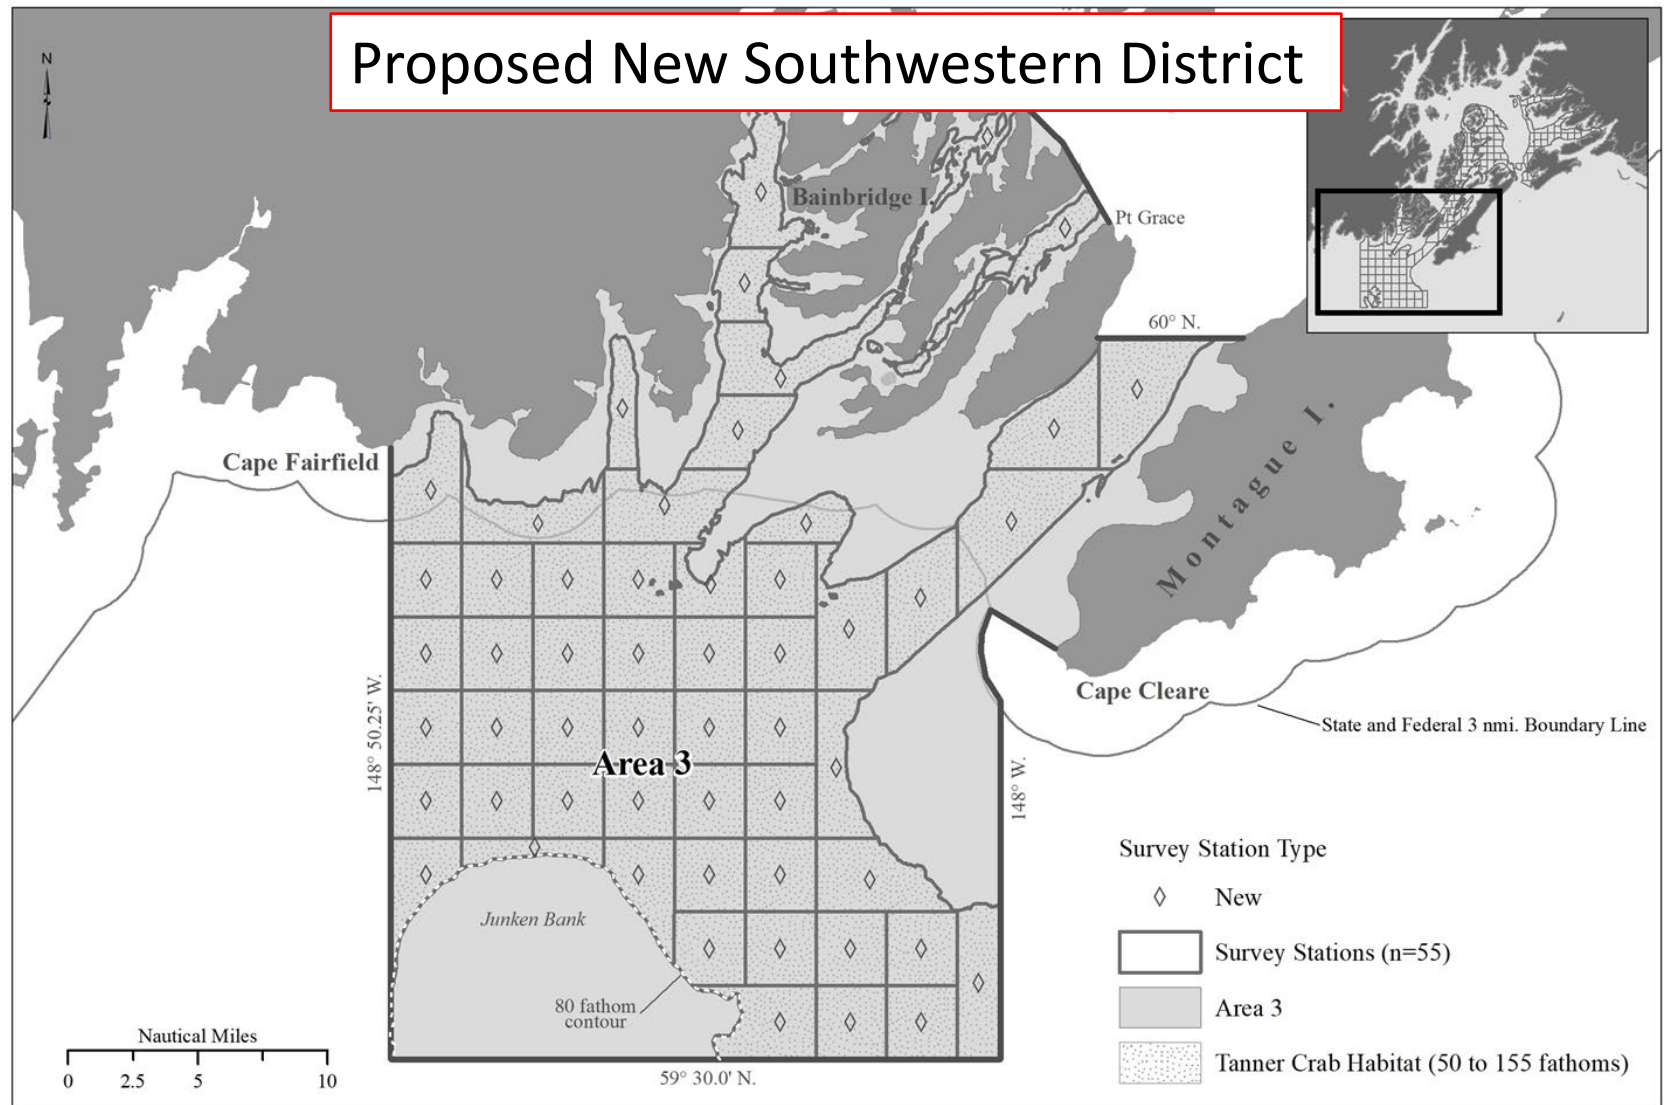 Proposed New Southwestern District
N
Bainbridge I.
Pt Grace
60° N.
Cape Fairfield
Montague I.
148° 50.25' W.
Area 3
Cape Cleare
State and Federal 3 nmi. Boundary Line
148° W.
Junken Bank
80 fathom
contour
59° 30.0' N.
Nautical Miles
0 2.5 5 10
Survey Station Type
New
Survey Stations (n=55)
Area 3
Tanner Crab Habitat (50 to 155 fathoms)